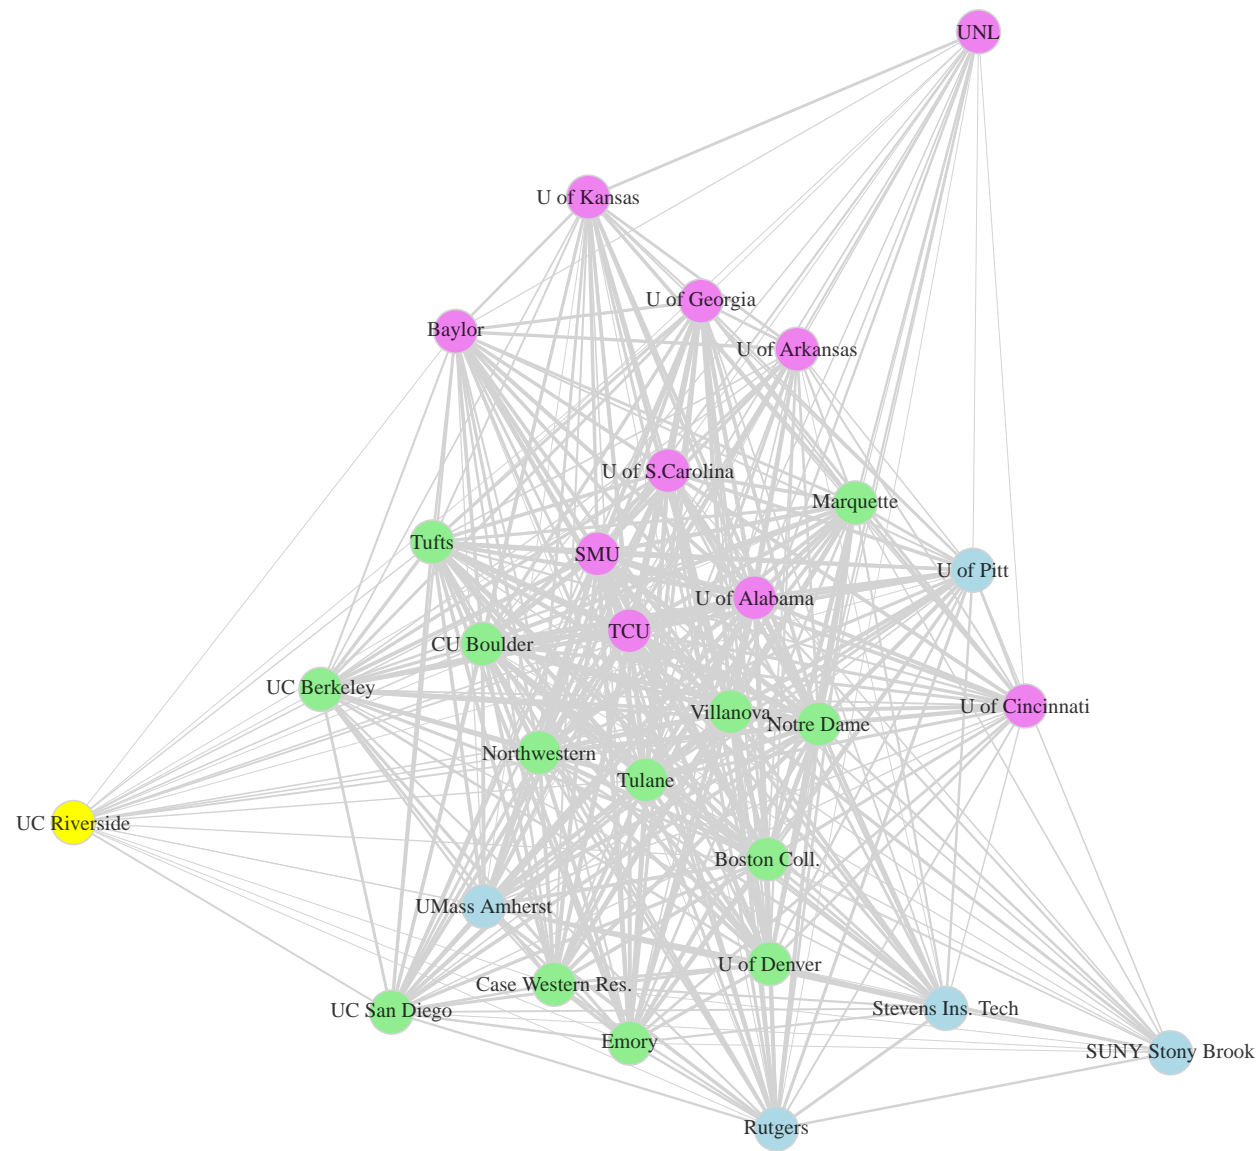 UNL
U of Kansas
U of Georgia
Baylor
U of Arkansas
U of S.Carolina
Marquette
Tufts
SMU
U of Pitt
U of Alabama
TCU
CU Boulder
UC Berkeley
U of Cincinnati
Villanova
Notre Dame
Northwestern
Tulane
UC Riverside
Boston Coll.
UMass Amherst
U of Denver
Case Western Res.
UC San Diego
Stevens Ins. Tech
Emory
SUNY Stony Brook
Rutgers